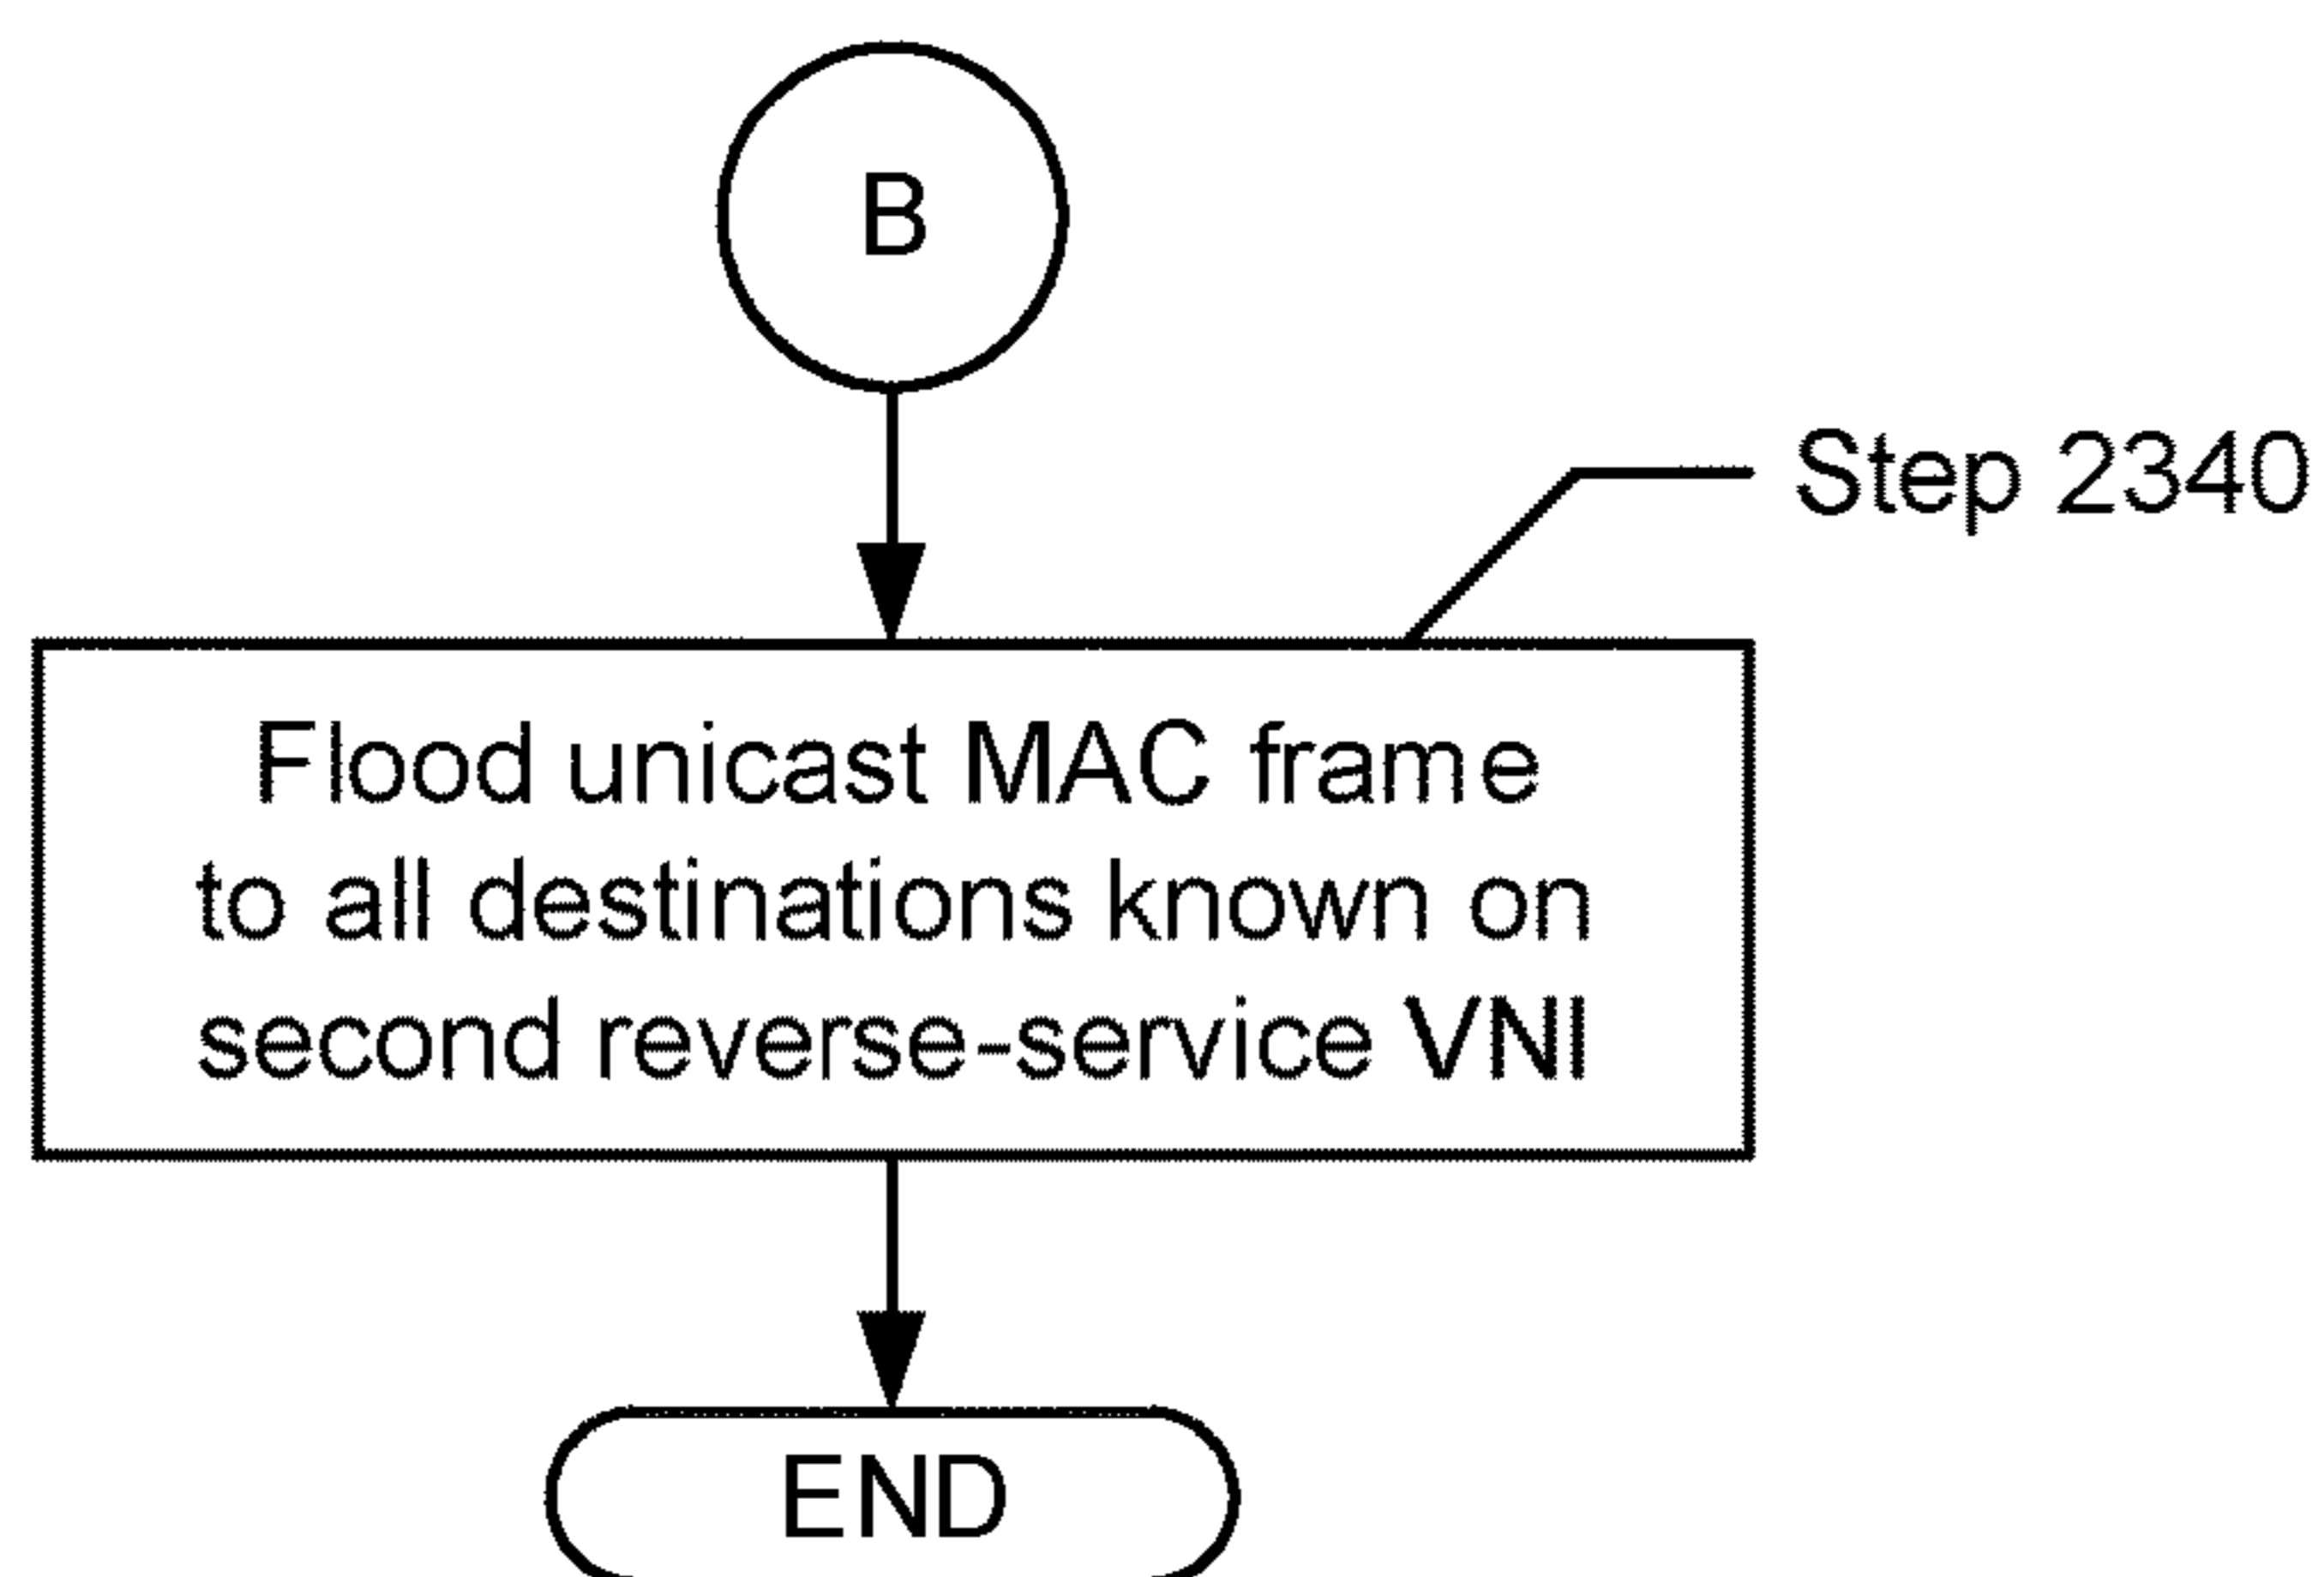 B
Step 2340
Flood unicast MAC frame
to all destinations known on
second reverse-service VNI
END